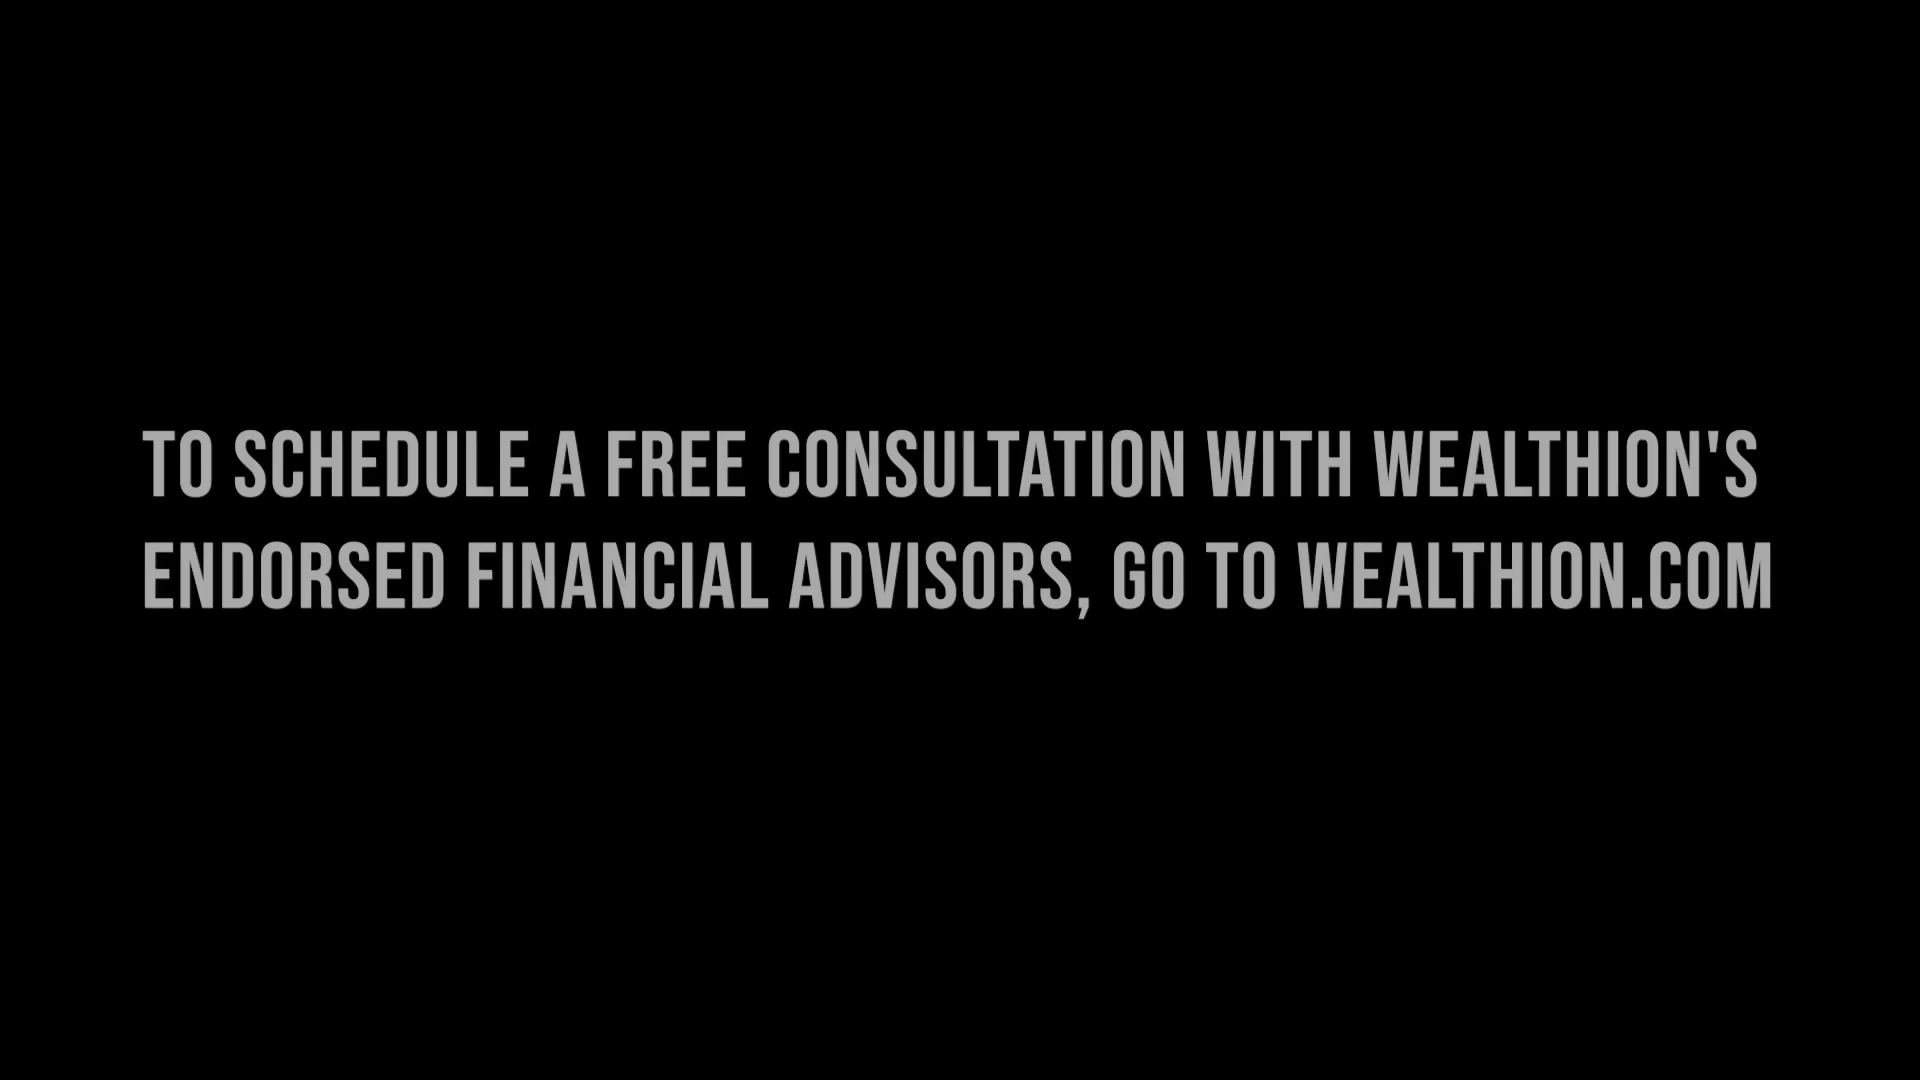 TO SCHEDULE A FREE CONSULTATION WITH WEALTHION'S
ENDORSED FINANCIAL ADVISORS, GO TO WEALTHION.COM